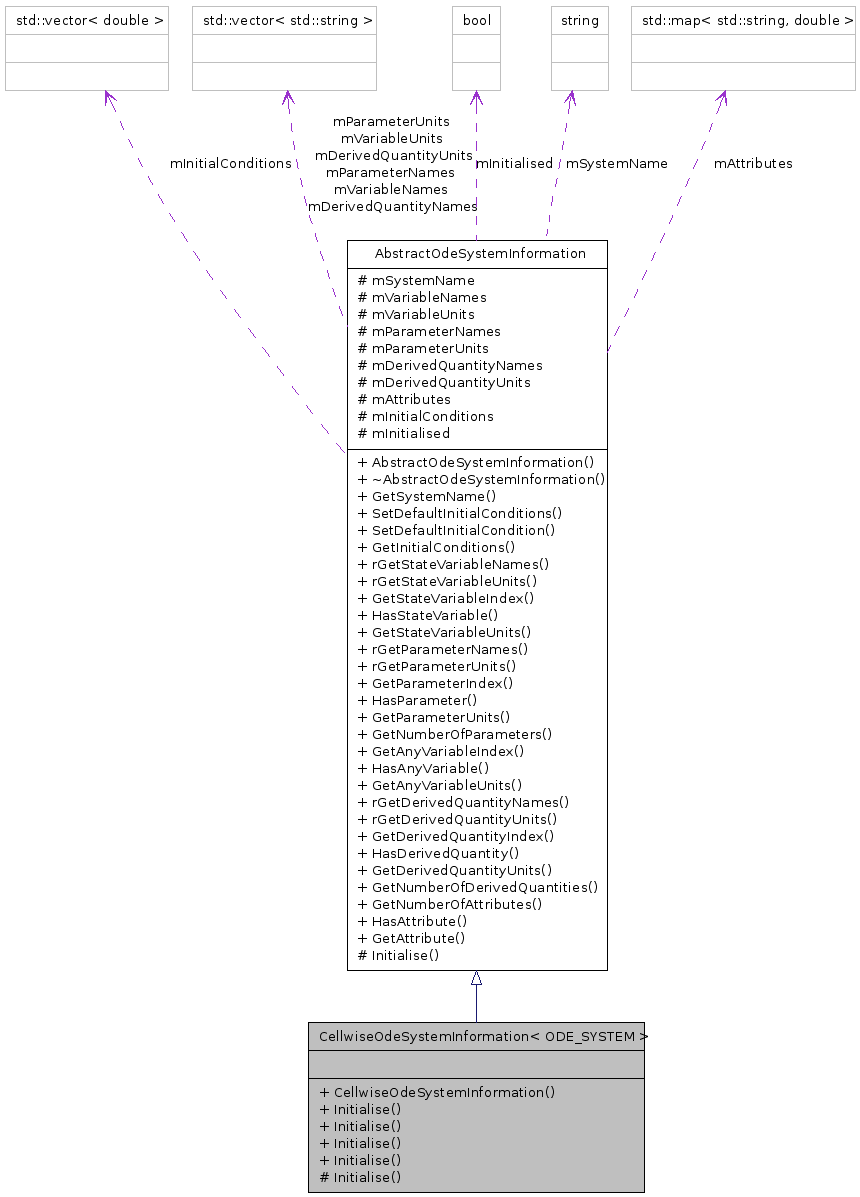 std::vector< double >
std::vector< std::string >
bool
string
std::map< std::string, double >
mParameterUnits
mVariableUnits
mDerivedQuantityUnits
mParameterNames
mVariableNames
mDerivedQuantityNames
mInitialConditions
mInitialised
mSystemName
mAttributes
AbstractOdeSystemInformation
# mSystemName
# mVariableNames
# mVariableUnits
# mParameterNames
# mParameterUnits
# mDerivedQuantityNames
# mDerivedQuantityUnits
# mAttributes
# mInitialConditions
# mInitialised
+ AbstractOdeSystemInformation()
+ ~AbstractOdeSystemInformation()
+ GetSystemName()
+ SetDefaultInitialConditions()
+ SetDefaultInitialCondition()
+ GetInitialConditions()
+ rGetStateVariableNames()
+ rGetStateVariableUnits()
+ GetStateVariableIndex()
+ HasStateVariable()
+ GetStateVariableUnits()
+ rGetParameterNames()
+ rGetParameterUnits()
+ GetParameterIndex()
+ HasParameter()
+ GetParameterUnits()
+ GetNumberOfParameters()
+ GetAnyVariableIndex()
+ HasAnyVariable()
+ GetAnyVariableUnits()
+ rGetDerivedQuantityNames()
+ rGetDerivedQuantityUnits()
+ GetDerivedQuantityIndex()
+ HasDerivedQuantity()
+ GetDerivedQuantityUnits()
+ GetNumberOfDerivedQuantities()
+ GetNumberOfAttributes()
+ HasAttribute()
+ GetAttribute()
# Initialise()
CellwiseOdeSystemInformation< ODE_SYSTEM >
+ CellwiseOdeSystemInformation()
+ Initialise()
+ Initialise()
+ Initialise()
+ Initialise()
# Initialise()